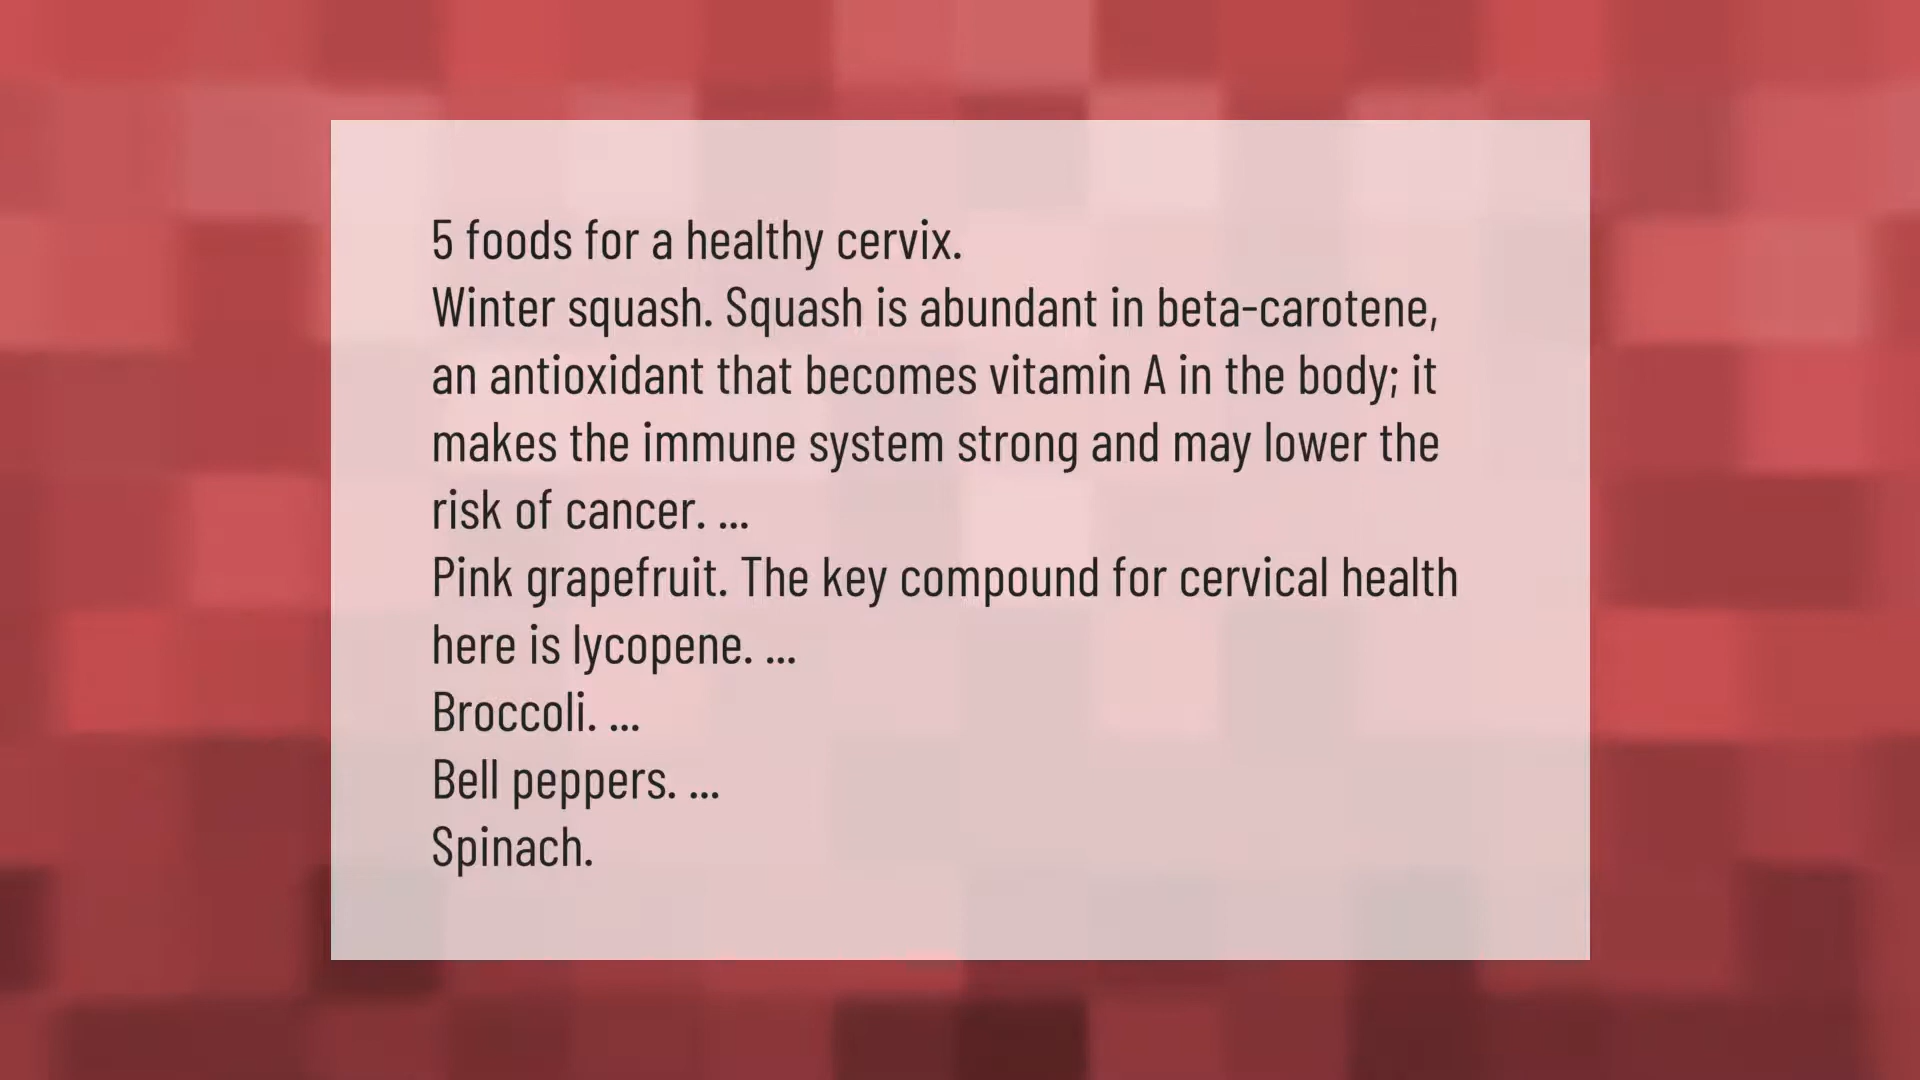 5 foods for a healthy cervix.
Winter squash. Squash is abundant in beta-carotene,
an antioxidant that becomes vitamin A in the body; it
makes the immune system strong and may lower the
risk of cancer. ...
Pink grapefruit. The key compound for cervical health
here is lycopene. ...
Broccoli. ...
Bell peppers. ...
Spinach.